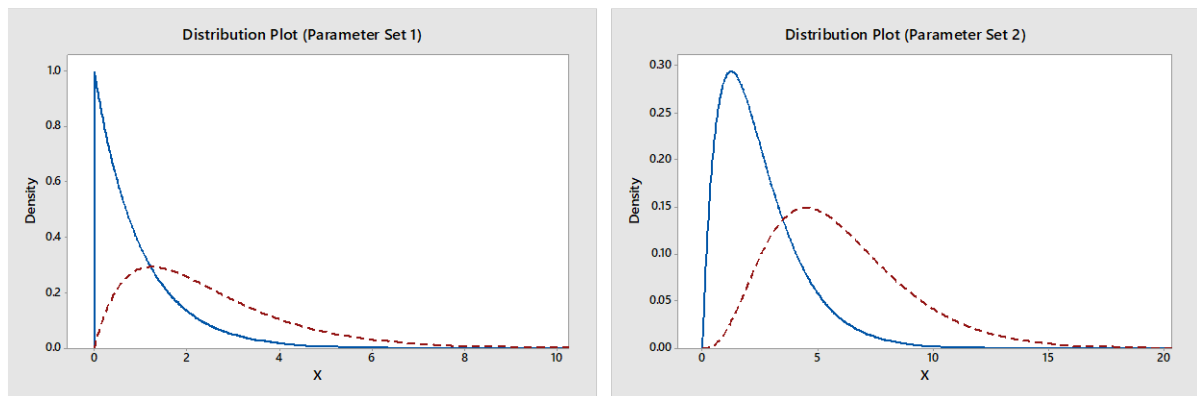 Distribution Plot (Parameter Set 1)
1.0
0.8
0.6
0.4
0.2
0.0
Density
0 2 4 6 8 10
X
Distribution Plot (Parameter Set 2)
0.30
0.25
0.20
0.15
0.10
0.05
0.00
Density
0 5 10 15 20
X